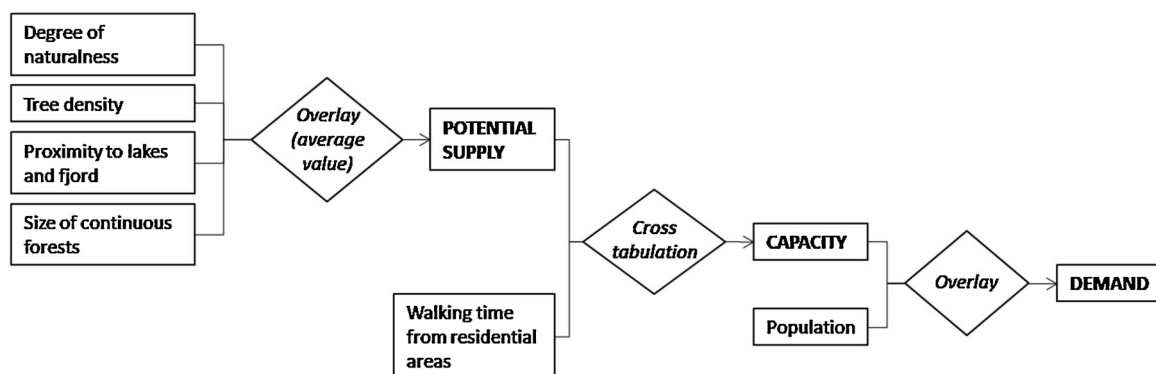 Degree of
naturalness
Tree density
Proximity to lakes
and fjord
Size of continuous
forests
Overlay
(average
value)
POTENTIAL
SUPPLY
Walking time
from residential
areas
Cross
tabulation
CAPACITY
Population
Overlay
DEMAND